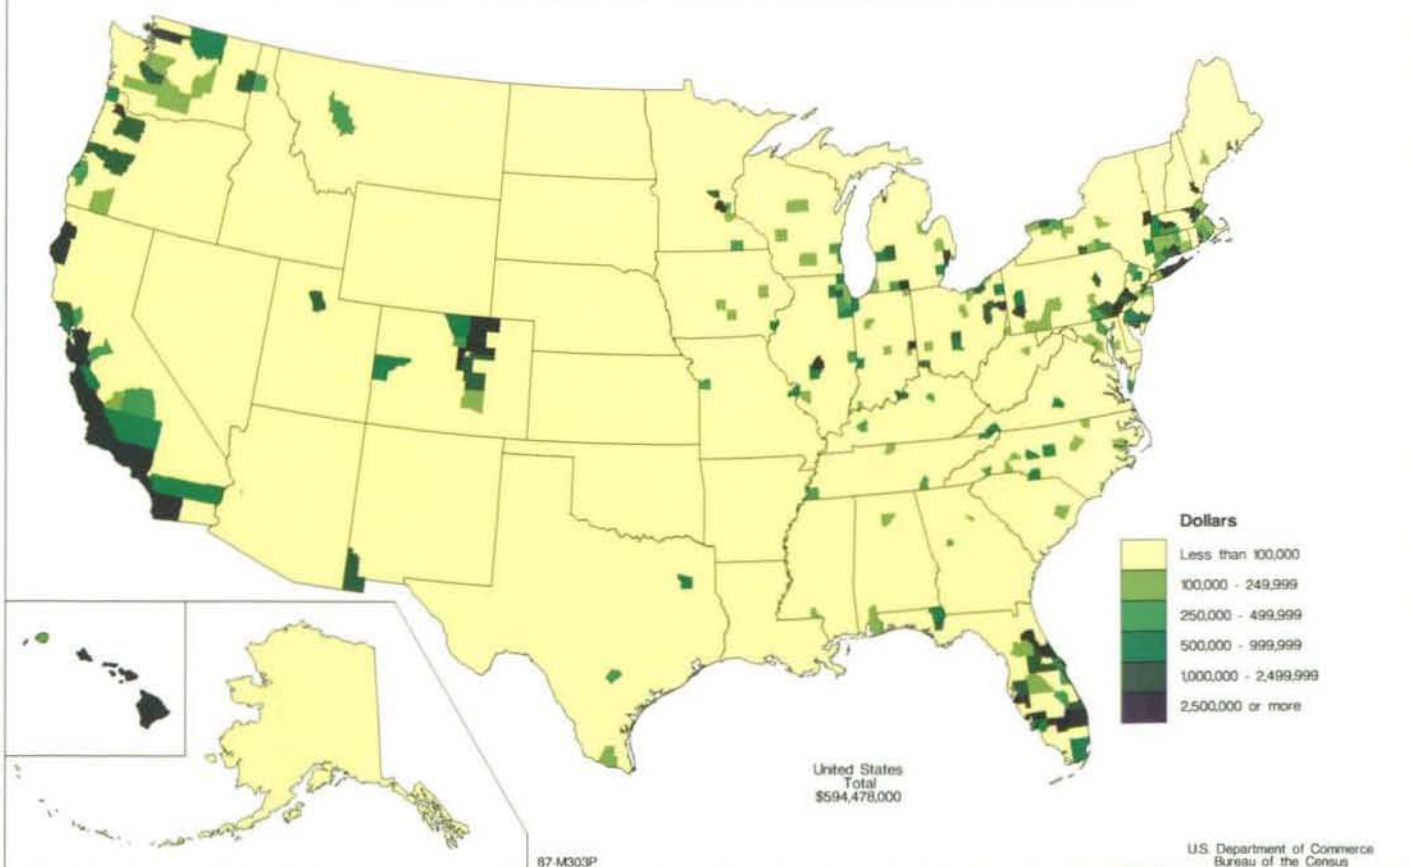 Dollars
Less than 100,000
100,000 - 249,999
250,000 - 499,999
500,000 - 999,999
1,000,000 - 2,499,999
2,500,000 or more
United States
Total
$594,478,000
87-M303P
U.S. Department of Commerce
Bureau of the Census